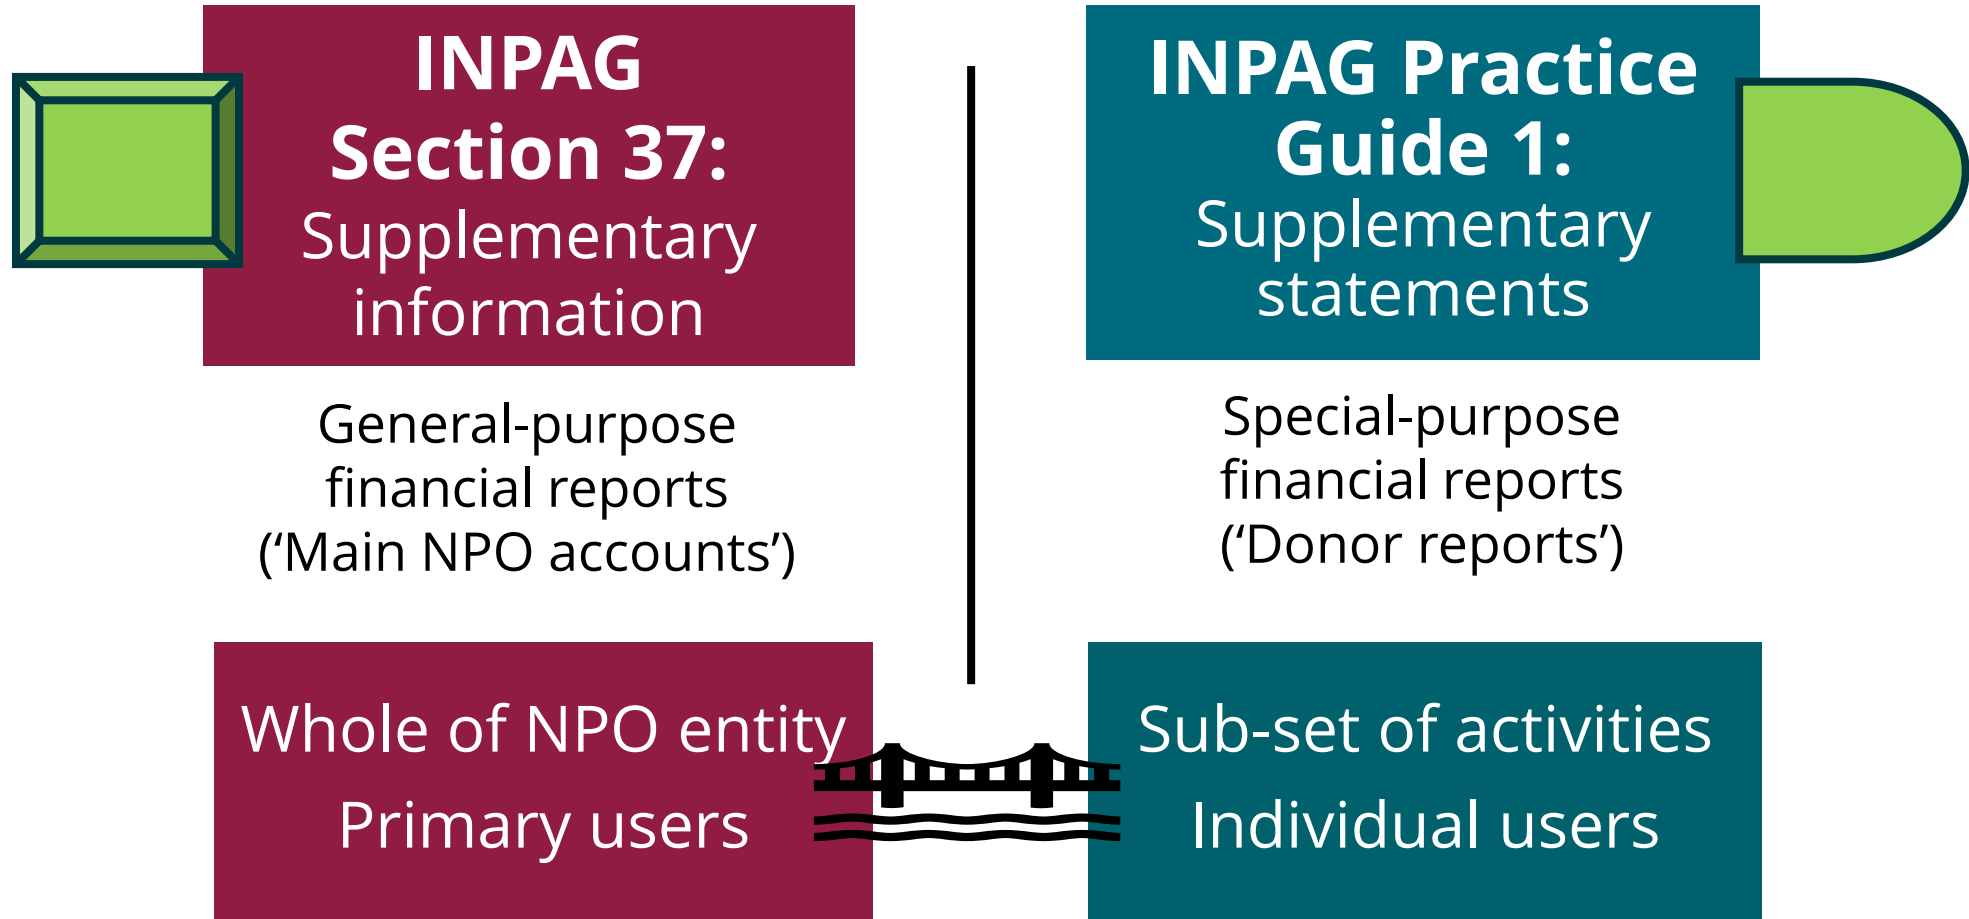 INPAG
Section 37:
Supplementary
information
General-purpose
financial reports
(‘Main NPO accounts’)
Whole of NPO entity
Primary users
INPAG Practice
Guide 1:
Supplementary
statements
Special-purpose
financial reports
(‘Donor reports’)
Sub-set of activities
Individual users